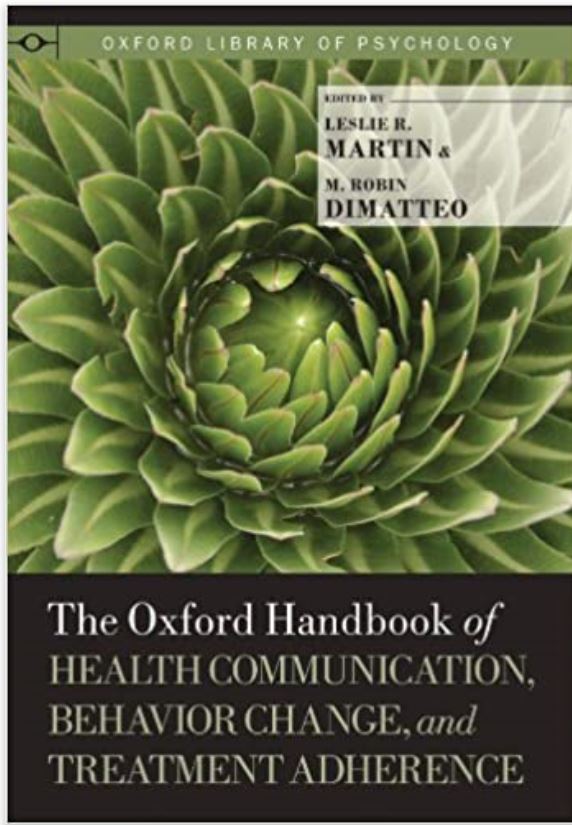 OXFORD LIBRARY OF PSYCHOLOGY
EDITED BY
LESLIE R.
MARTIN &
M. ROBIN
DIMATTEO
The Oxford Handbook of
HEALTH COMMUNICATION,
BEHAVIOR CHANGE, and
TREATMENT ADHERENCE